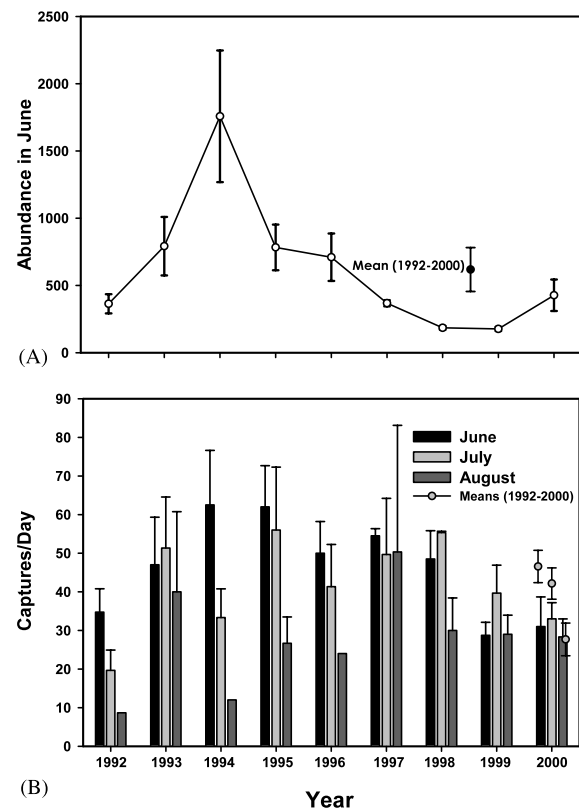 2500
2000
1500
1000
500
0
Abundance in June
Mean (1992-2000)
(A)
90
80
70
60
50
40
30
20
10
0
Captures/Day
June
July
August
Means (1992-2000)
1992 1993 1994 1995 1996 1997 1998 1999 2000
(B)
Year